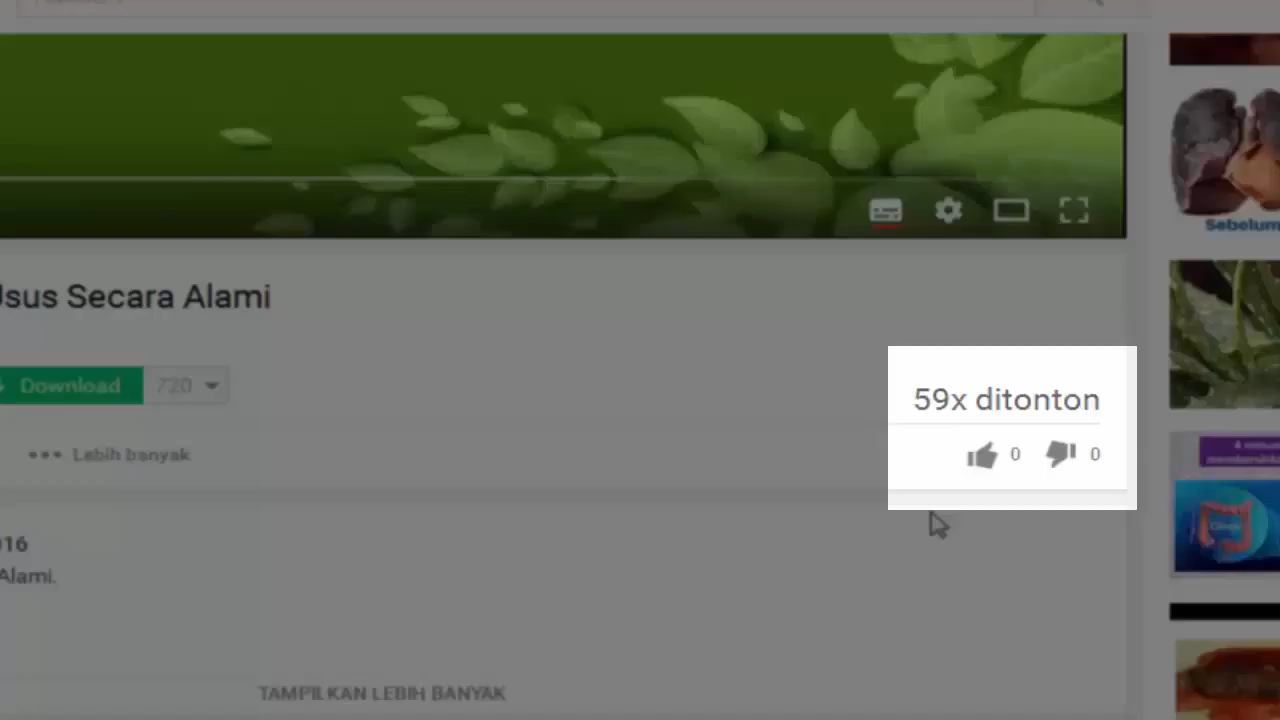 Usus Secara Alami
Download
720
59x ditonton
Lebih banyak
0
0
016
Alami.
TAMPILKAN LEBIH BANYAK
Sebelum